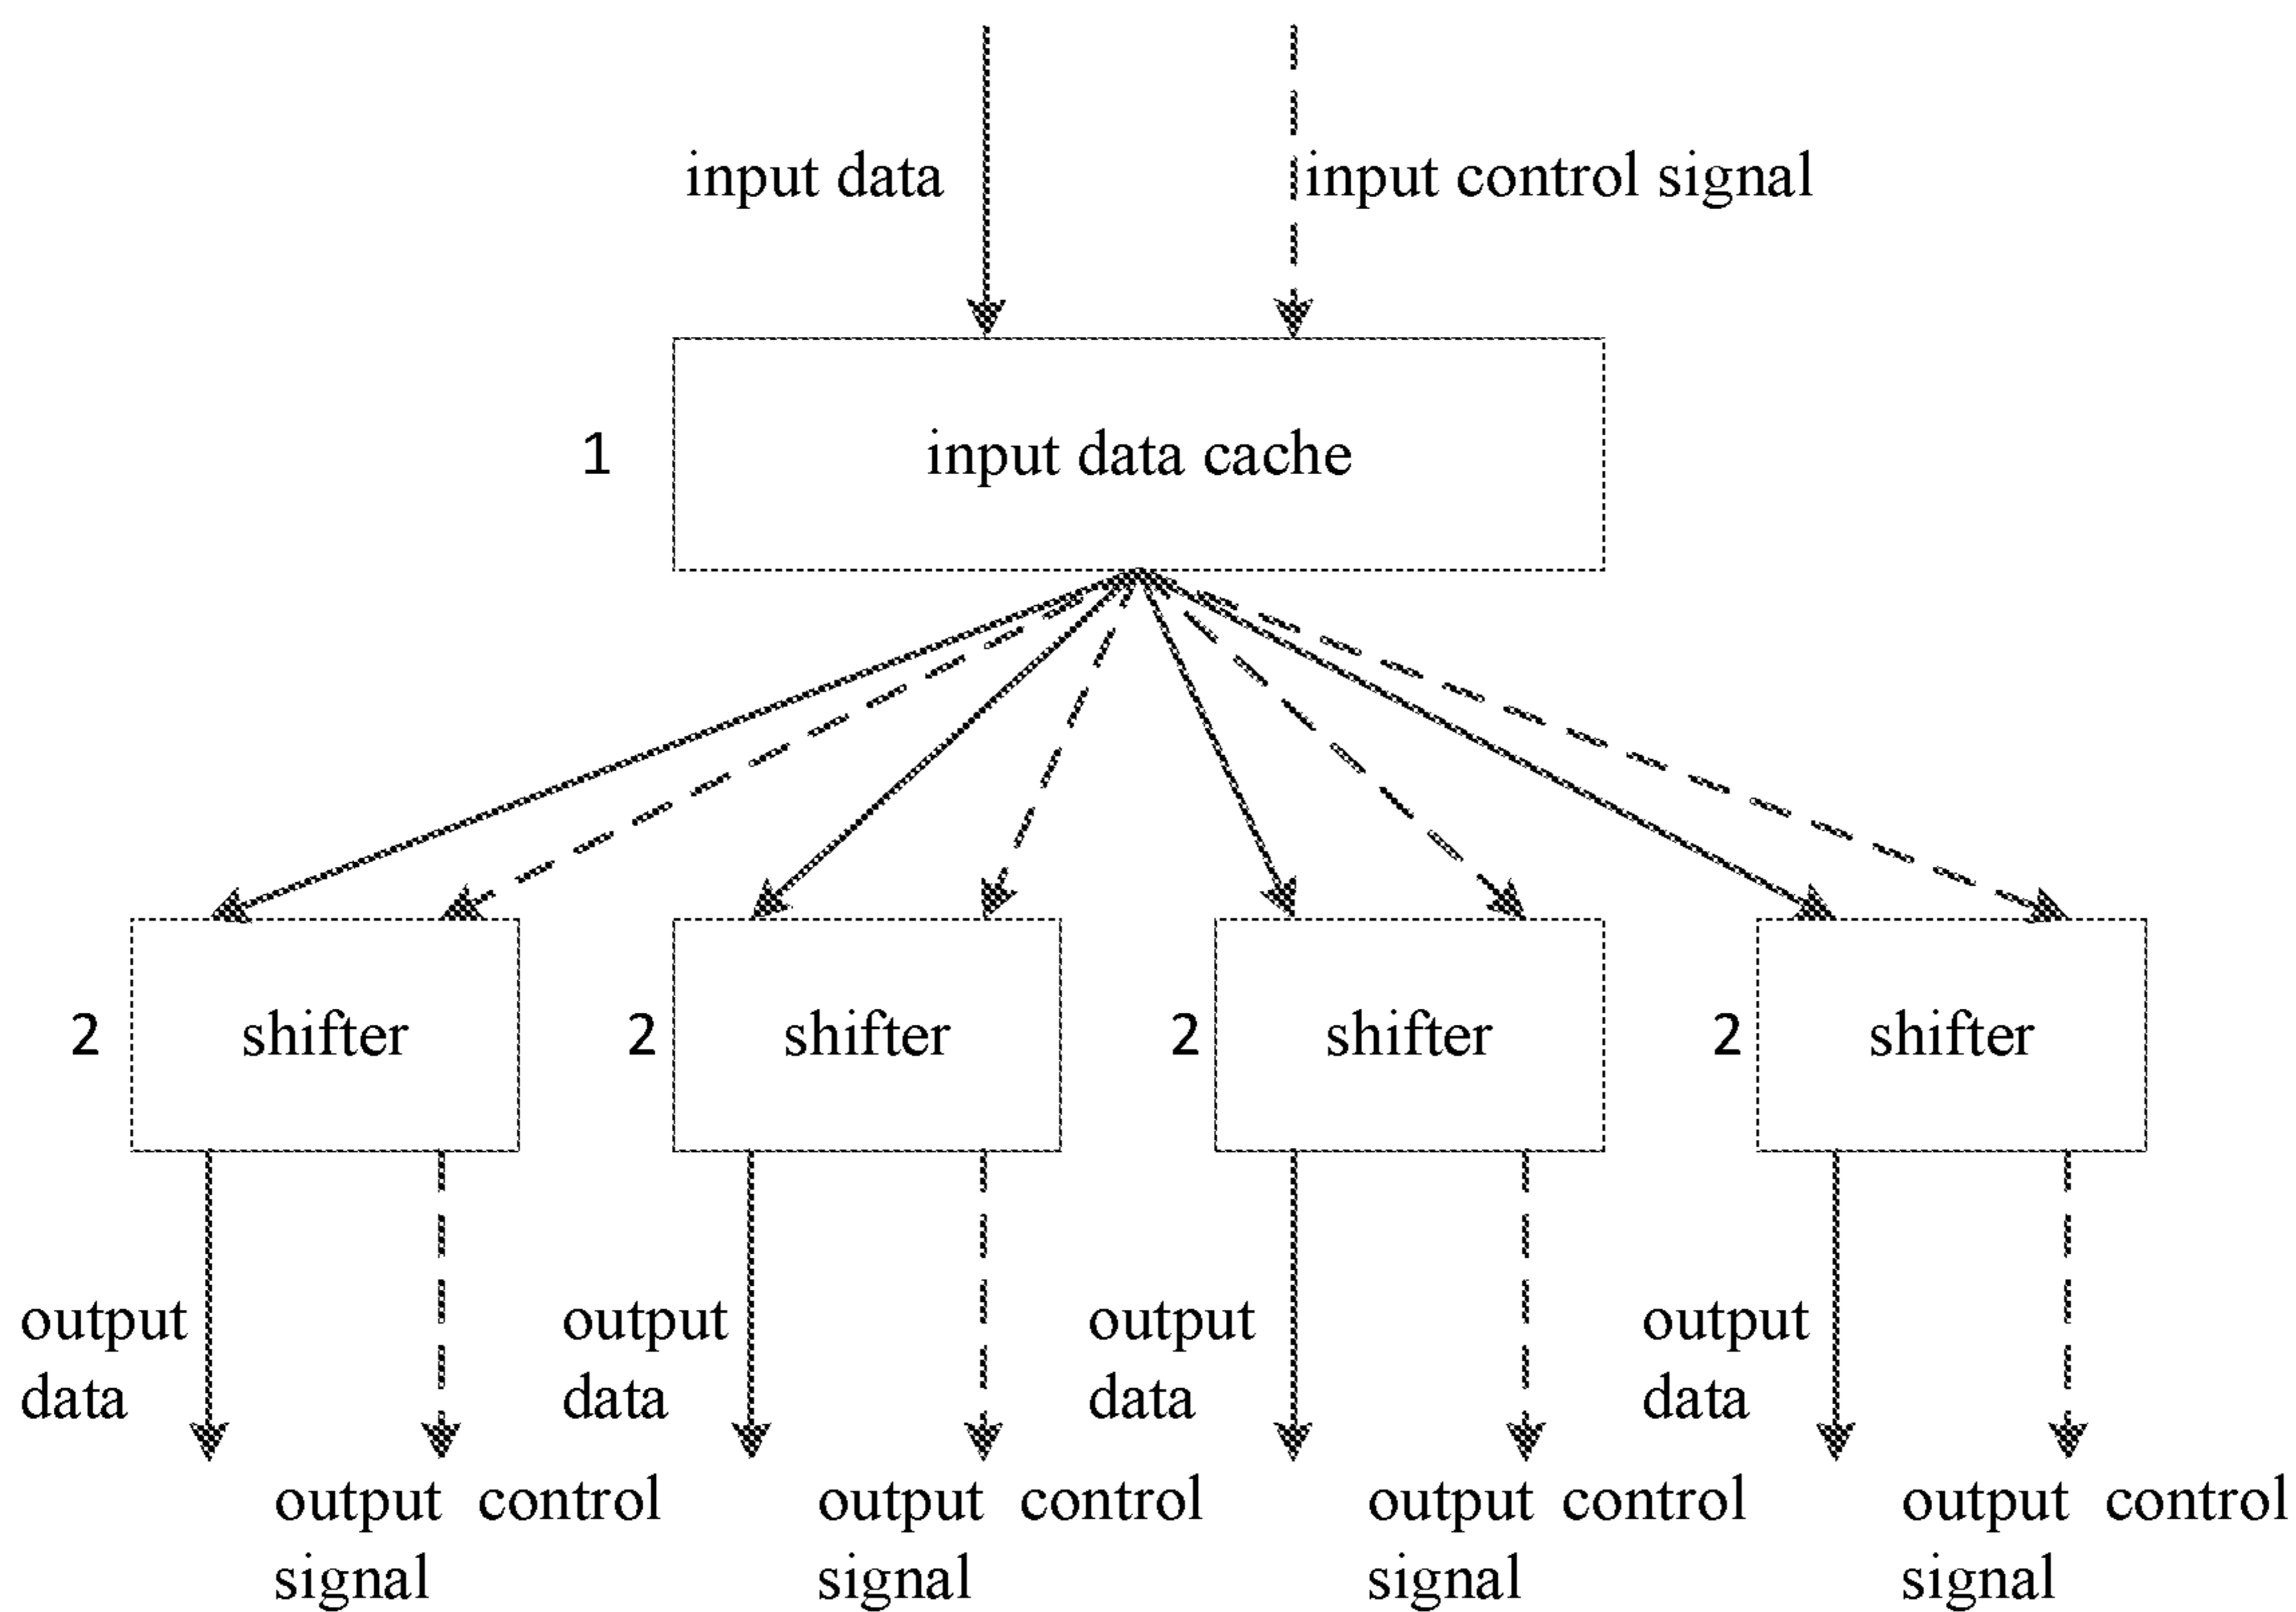 input data
input control signal
1
input data cache
2
shifter
2
shifter
2
shifter
2
shifter
output
data
output
data
output
data
output
data
output control
signal
output control
signal
output control
signal
output control
signal